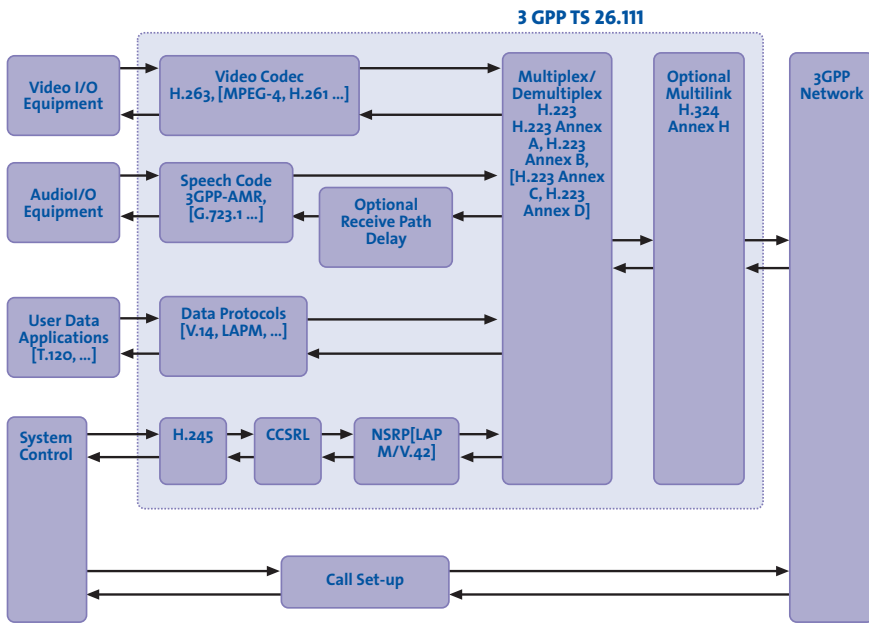 3 GPP TS 26.111
Video I/O
Equipment
Video Codec
H.263, [MPEG-4, H.261 ...]
Multiplex/
Demultiplex
H.223
H.223 Annex
A, H.223
Annex B,
[H.223 Annex
C, H.223
Annex D]
Optional
Multilink
H.324
Annex H
3GPP
Network
AudioI/O
Equipment
Speech Code
3GPP-AMR,
[G.723.1 ...]
Optional
Receive Path
Delay
User Data
Applications
[T.120, ...]
Data Protocols
[V.14, LAPM, ...]
System
Control
H.245
CCSRL
NSRP[LAP
M/V.42]
Call Set-up